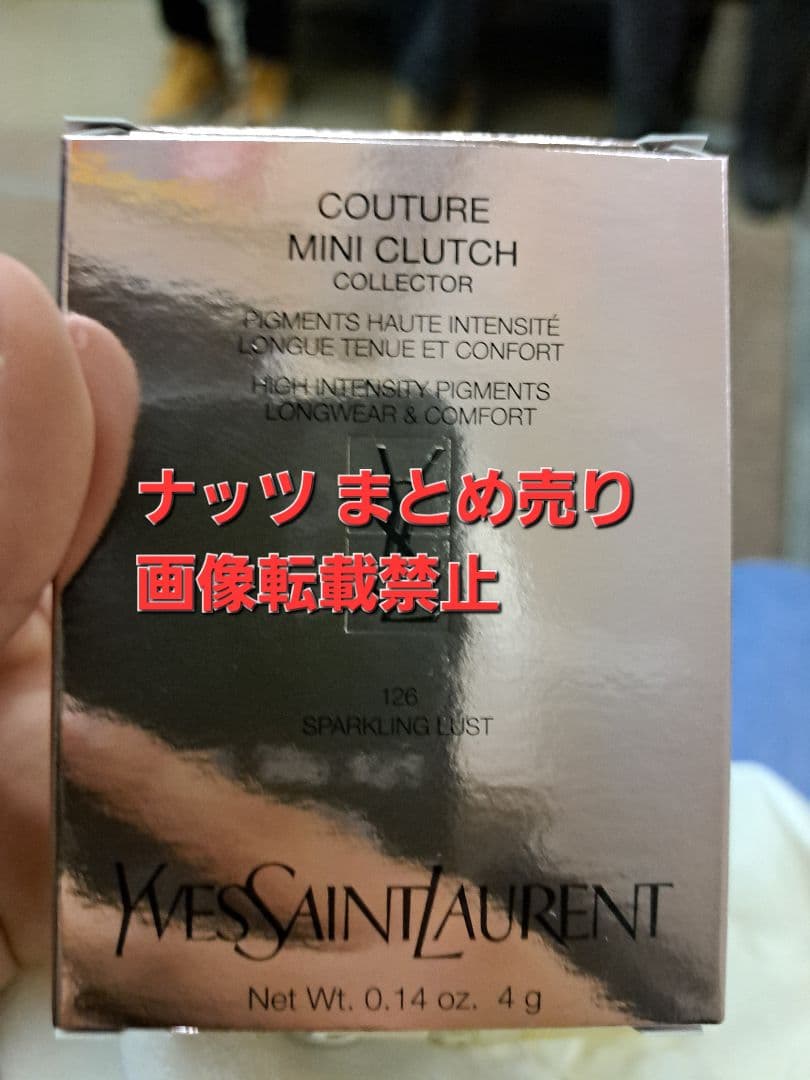 COUTURE
MINI CLUTCH
COLLECTOR
PIGMENTS HAUTE INTENSITÉ
LONGUE TENUE ET CONFORT
HIGH INTENSITY PIGMENTS
LONGWEAR & COMFORT
YSL
ナッツ まとめ売り
画像転載禁止
126
SPARKLING LUST
YVESSAINTLAURENT
Net Wt. 0.14 oz. 4 g